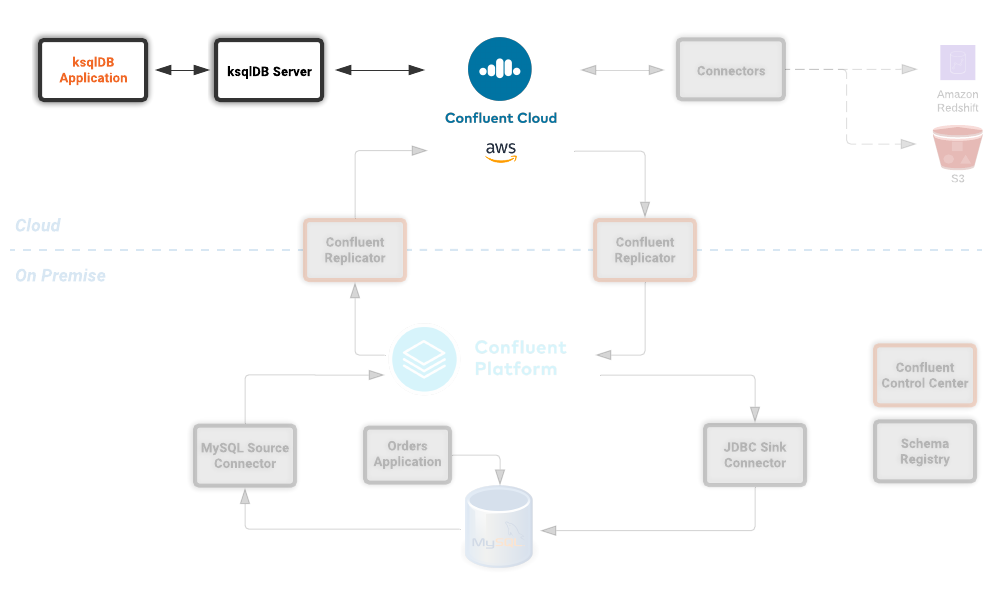 ksqlDB
Application
ksqlDB Server
Confluent Cloud
aws
Connectors
Amazon
Redshift
S3
Cloud
On Premise
Confluent
Replicator
Confluent
Replicator
Confluent
Platform
Confluent
Control Center
MySQL Source
Connector
Orders
Application
JDBC Sink
Connector
Schema
Registry
MySQL